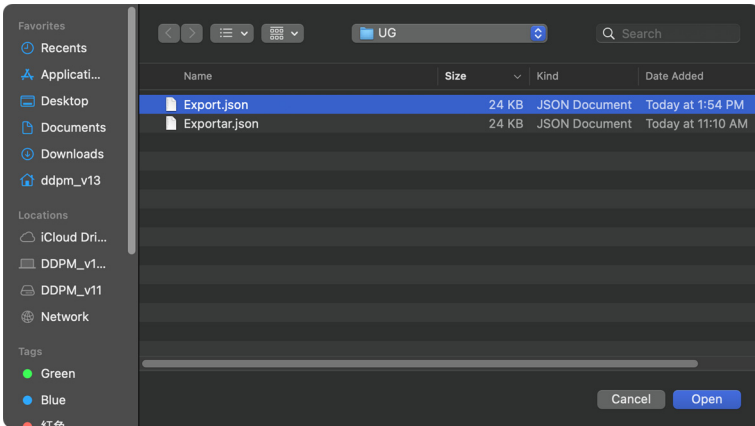 Favorites
Recents
Applicati...
Desktop
Documents
Downloads
ddpm_v13
Locations
iCloud Dri...
DDPM_v1...
DDPM_v11
Network
Tags
Green
Blue
红色
UG
Search
Name Size Kind Date Added
Export.json 24 KB JSON Document Today at 1:54 PM
Exportar.json 24 KB JSON Document Today at 11:10 AM
Cancel Open